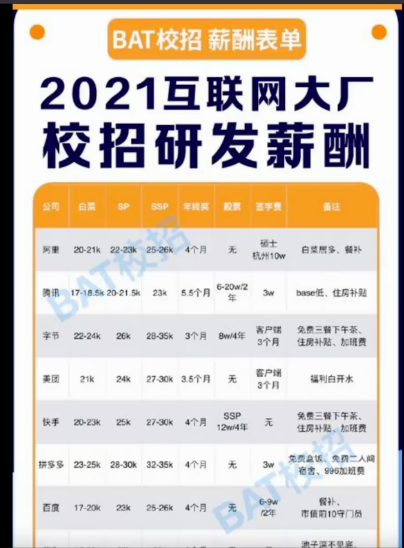 BAT校招 薪酬表单
2021互联网大厂
校招研发薪酬
公司 白菜 SP SSP 年终奖 股票 签字费 备注
阿里 20-21k 22-23k 25-26k 4个月 无 硕士 杭州10w 白菜居多、餐补
腾讯 17-18.5k 20-21.5k 23k 5.5个月 6-20w/2年 3w base低、住房补贴
字节 22-24k 26k 28-35k 3个月 8w/4年 客户端3个月 免费三餐下午茶、住房补贴、加班费
美团 21k 24k 27-30k 3.5个月 无 客户端3个月 福利白开水
快手 20-23k 25k 27-30k 4个月 SSP 12w/4年 无 免费三餐下午茶、住房补贴、加班费
拼多多 23-25k 28-30k 32-35k 4个月 无 3w 免费盒饭、免费二人间宿舍、996加班费
百度 17-20k 23k 25-26k 4个月 无 6-9w/2年 餐补、市值前10守门员
池子深不见底、
BAT校招
BAT校招